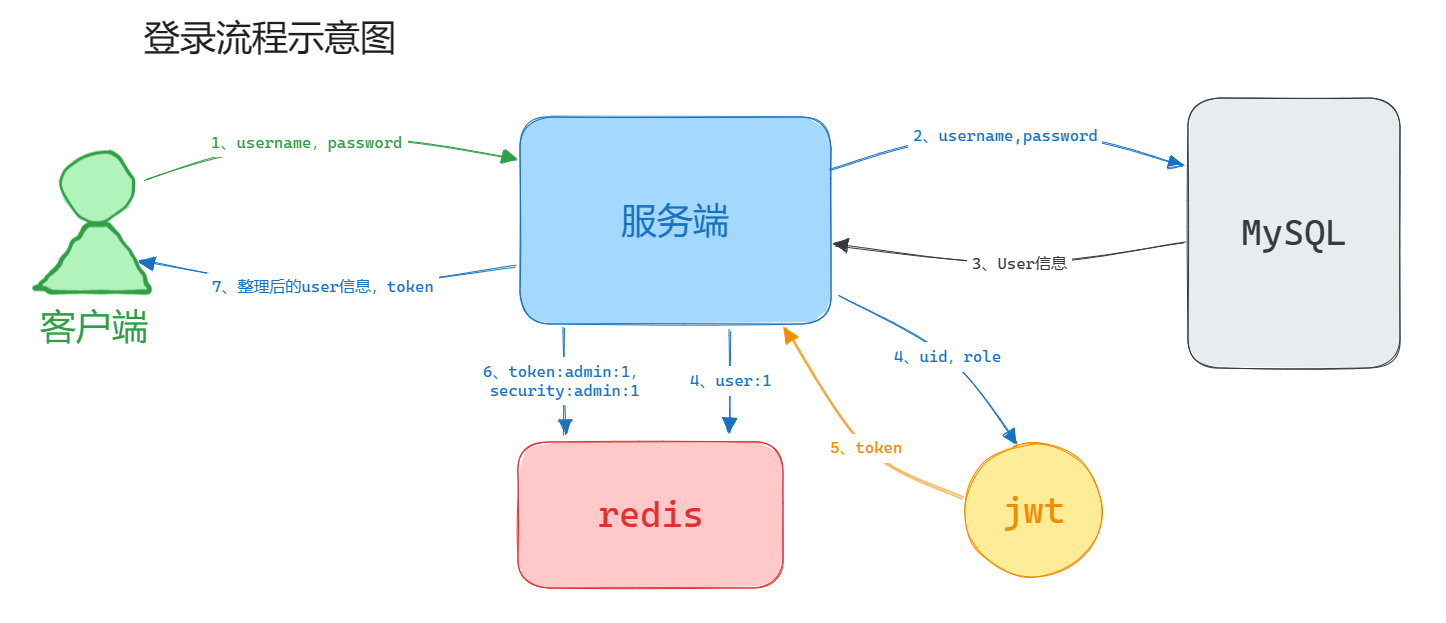 登录流程示意图
1、username, password
2、username,password
服务端
MySQL
3、User信息
7、整理后的user信息, token
客户端
4、uid, role
6、token:admin:1,
security:admin:1
4、user:1
5、token
redis
jwt